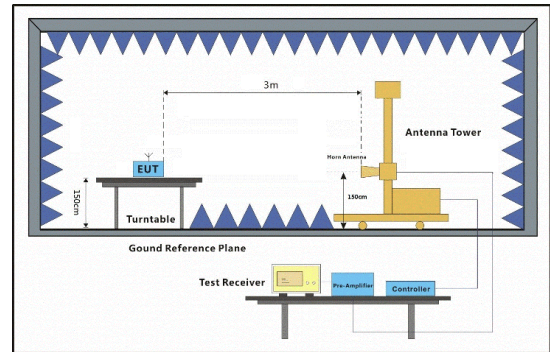 3m
Antenna Tower
Horn Antenna
EUT
150cm
150cm
Turntable
Gound Reference Plane
Test Receiver
Pre-Amplifier
Controller